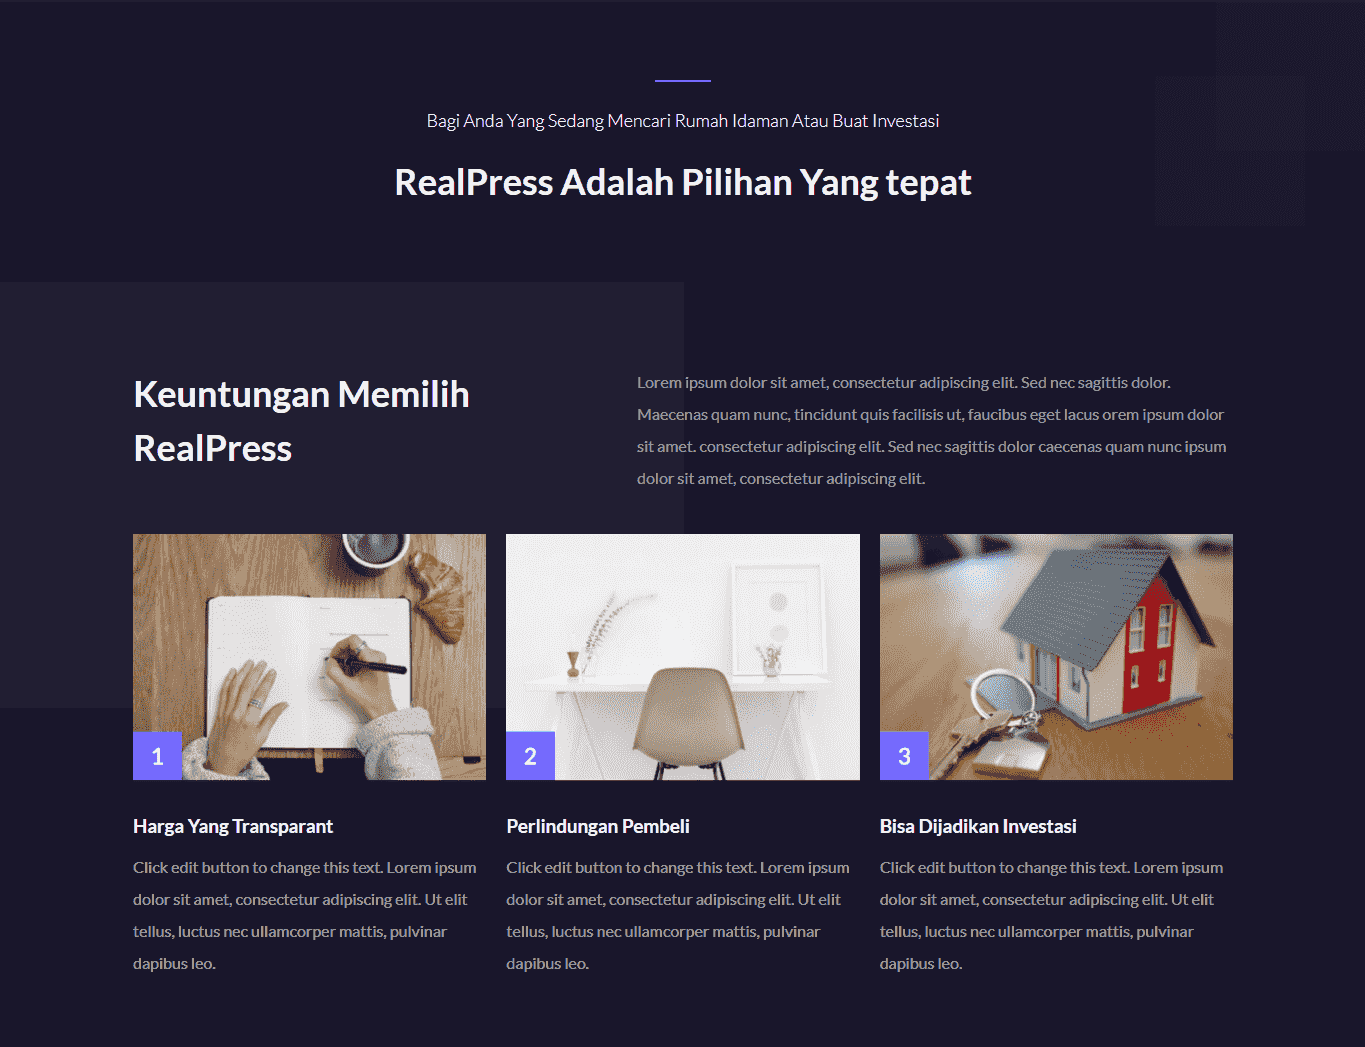 Bagi Anda Yang Sedang Mencari Rumah Idaman Atau Buat Investasi
RealPress Adalah Pilihan Yang tepat
Keuntungan Memilih
RealPress
Lorem ipsum dolor sit amet, consectetur adipiscing elit. Sed nec sagittis dolor.
Maecenas quam nunc, tincidunt quis facilisis ut, faucibus eget lacus orem ipsum dolor
sit amet. consectetur adipiscing elit. Sed nec sagittis dolor caecenas quam nunc ipsum
dolor sit amet, consectetur adipiscing elit.
1
Harga Yang Transparant
Click edit button to change this text. Lorem ipsum
dolor sit amet, consectetur adipiscing elit. Ut elit
tellus, luctus nec ullamcorper mattis, pulvinar
dapibus leo.
2
Perlindungan Pembeli
Click edit button to change this text. Lorem ipsum
dolor sit amet, consectetur adipiscing elit. Ut elit
tellus, luctus nec ullamcorper mattis, pulvinar
dapibus leo.
3
Bisa Dijadikan Investasi
Click edit button to change this text. Lorem ipsum
dolor sit amet, consectetur adipiscing elit. Ut elit
tellus, luctus nec ullamcorper mattis, pulvinar
dapibus leo.